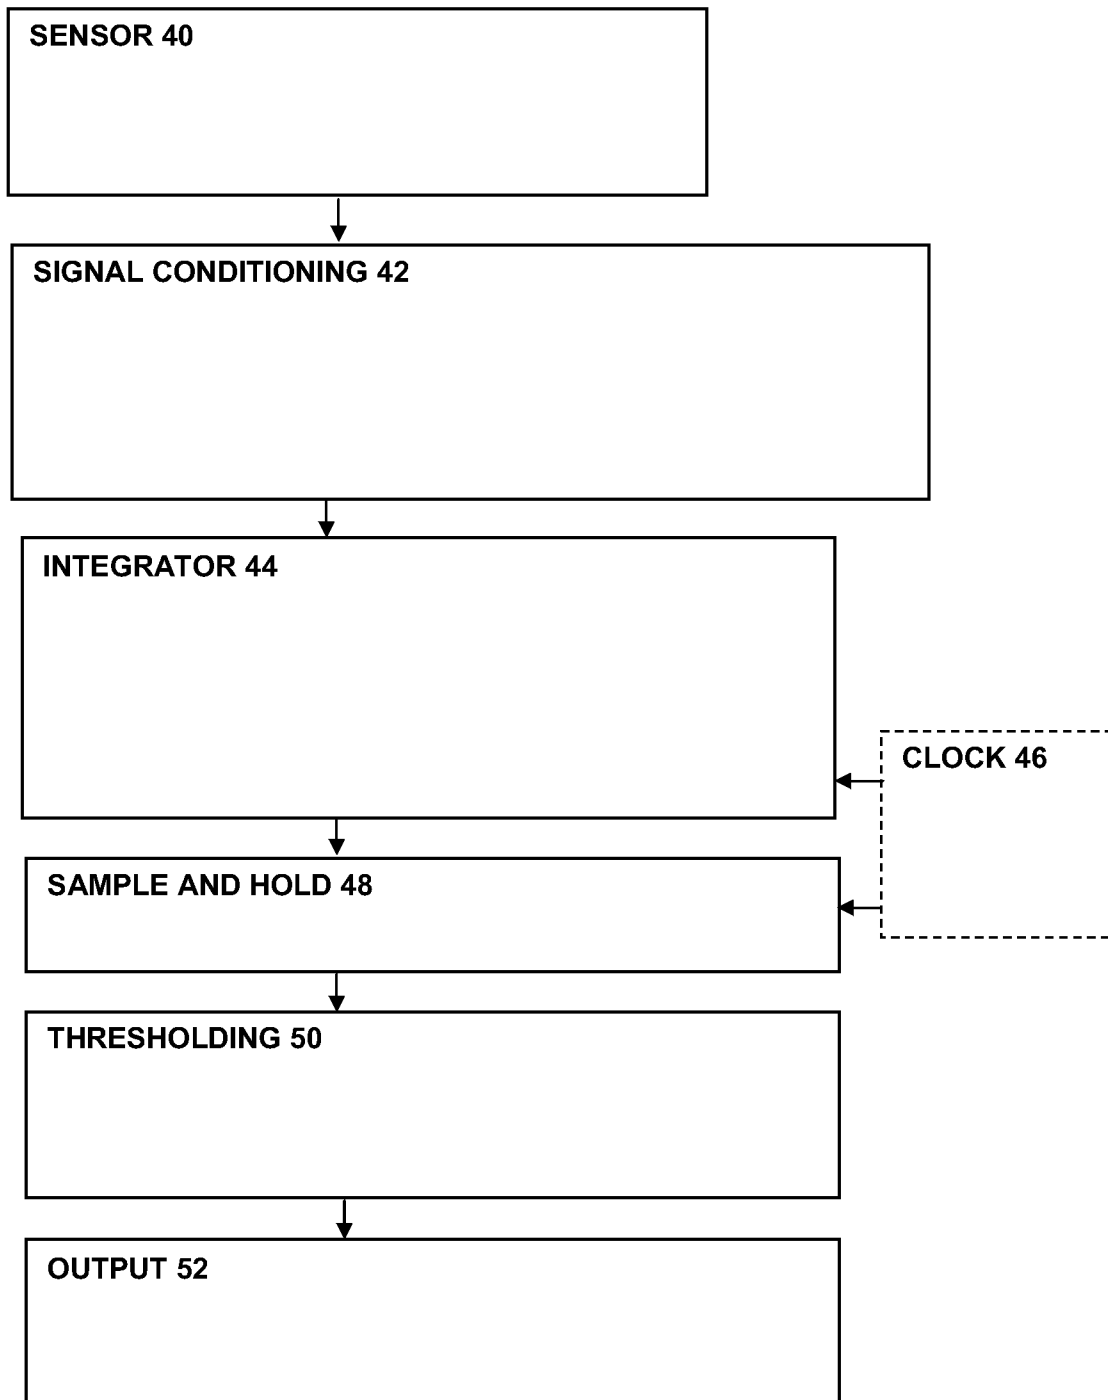 SENSOR 40
SIGNAL CONDITIONING 42
INTEGRATOR 44
CLOCK 46
SAMPLE AND HOLD 48
THRESHOLDING 50
OUTPUT 52